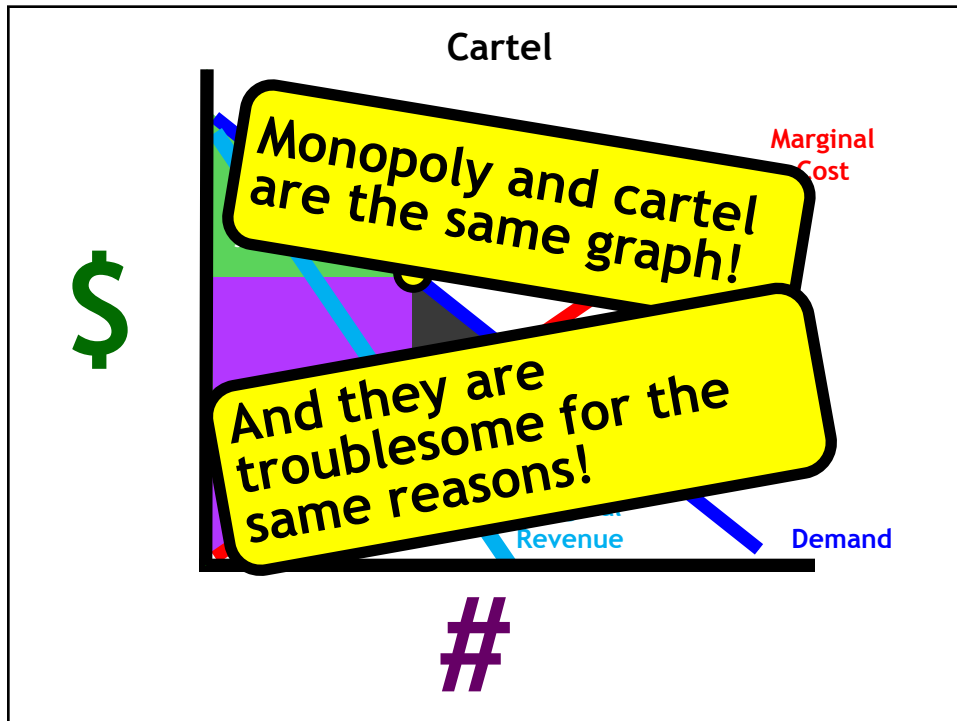 Cartel
Monopoly and cartel
are the same graph!
Marginal
Cost
$
And they are
troublesome for the
same reasons!
Revenue
Demand
#